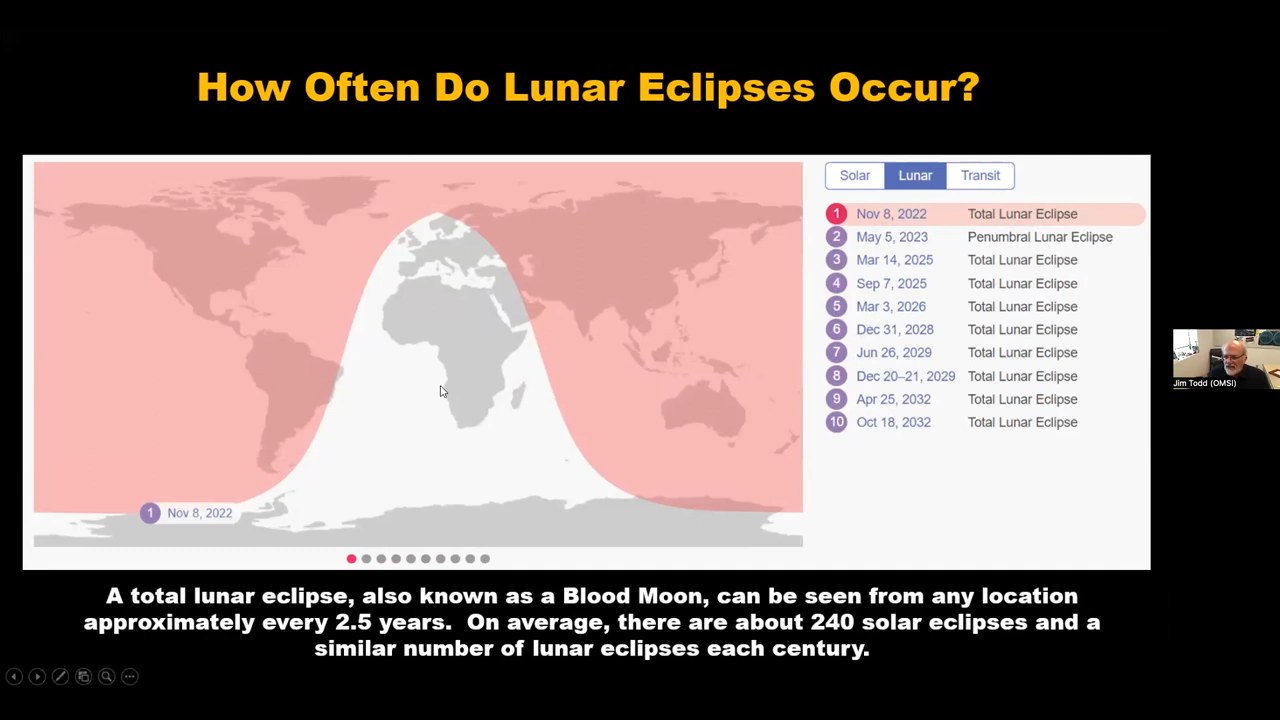 How Often Do Lunar Eclipses Occur?
Solar Lunar Transit
1 Nov 8, 2022 Total Lunar Eclipse
2 May 5, 2023 Penumbral Lunar Eclipse
3 Mar 14, 2025 Total Lunar Eclipse
4 Sep 7, 2025 Total Lunar Eclipse
5 Mar 3, 2026 Total Lunar Eclipse
6 Dec 31, 2028 Total Lunar Eclipse
7 Jun 26, 2029 Total Lunar Eclipse
8 Dec 20–21, 2029 Total Lunar Eclipse
9 Apr 25, 2032 Total Lunar Eclipse
10 Oct 18, 2032 Total Lunar Eclipse
1 Nov 8, 2022
Jim Todd (OMSI)
A total lunar eclipse, also known as a Blood Moon, can be seen from any location
approximately every 2.5 years. On average, there are about 240 solar eclipses and a
similar number of lunar eclipses each century.